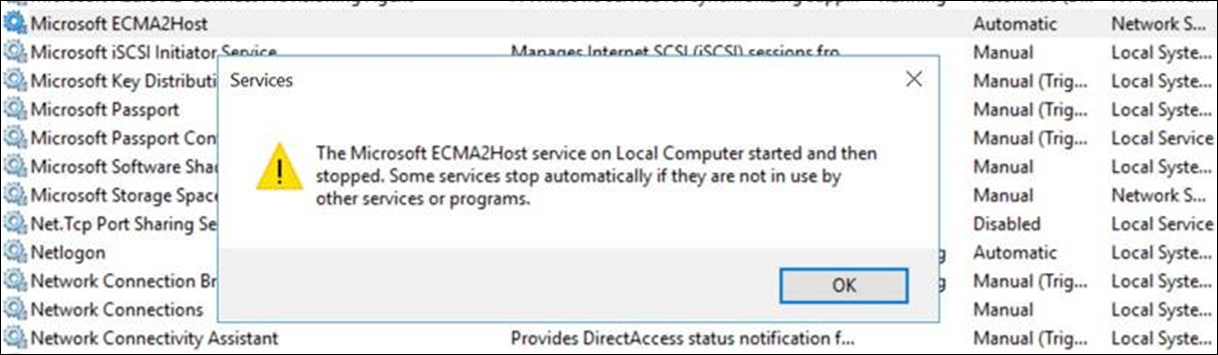 Microsoft ECMA2Host Automatic Network S...
Microsoft iSCSI Initiator Service Manages Internet SCSI (iSCSI) sessions fro... Manual Local Syste...
Microsoft Key Distributi Manual (Trig... Local Syste...
Microsoft Passport Manual (Trig... Local Syste...
Microsoft Passport Con Manual (Trig... Local Service
Microsoft Software Shad Manual Local Syste...
Microsoft Storage Space Manual Network S...
Net.Tcp Port Sharing Se Disabled Local Service
Netlogon Automatic Local Syste...
Network Connection Br Manual (Trig... Local Syste...
Network Connections Manual Local Syste...
Network Connectivity Assistant Provides DirectAccess status notification f... Manual (Trig... Local Syste...
Services
The Microsoft ECMA2Host service on Local Computer started and then
stopped. Some services stop automatically if they are not in use by
other services or programs.
OK